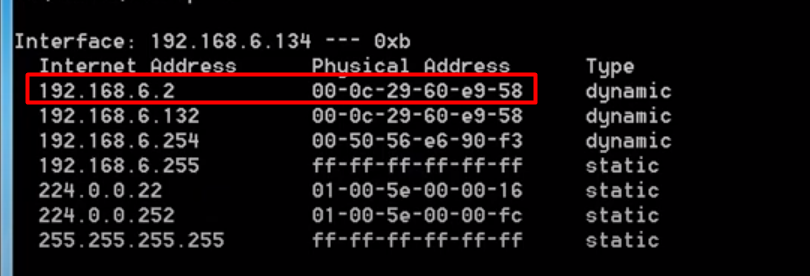 Interface: 192.168.6.134 --- 0xb
Internet Address Physical Address Type
192.168.6.2 00-0c-29-60-e9-58 dynamic
192.168.6.132 00-0c-29-60-e9-58 dynamic
192.168.6.254 00-50-56-e6-90-f3 dynamic
192.168.6.255 ff-ff-ff-ff-ff-ff static
224.0.0.22 01-00-5e-00-00-16 static
224.0.0.252 01-00-5e-00-00-fc static
255.255.255.255 ff-ff-ff-ff-ff-ff static